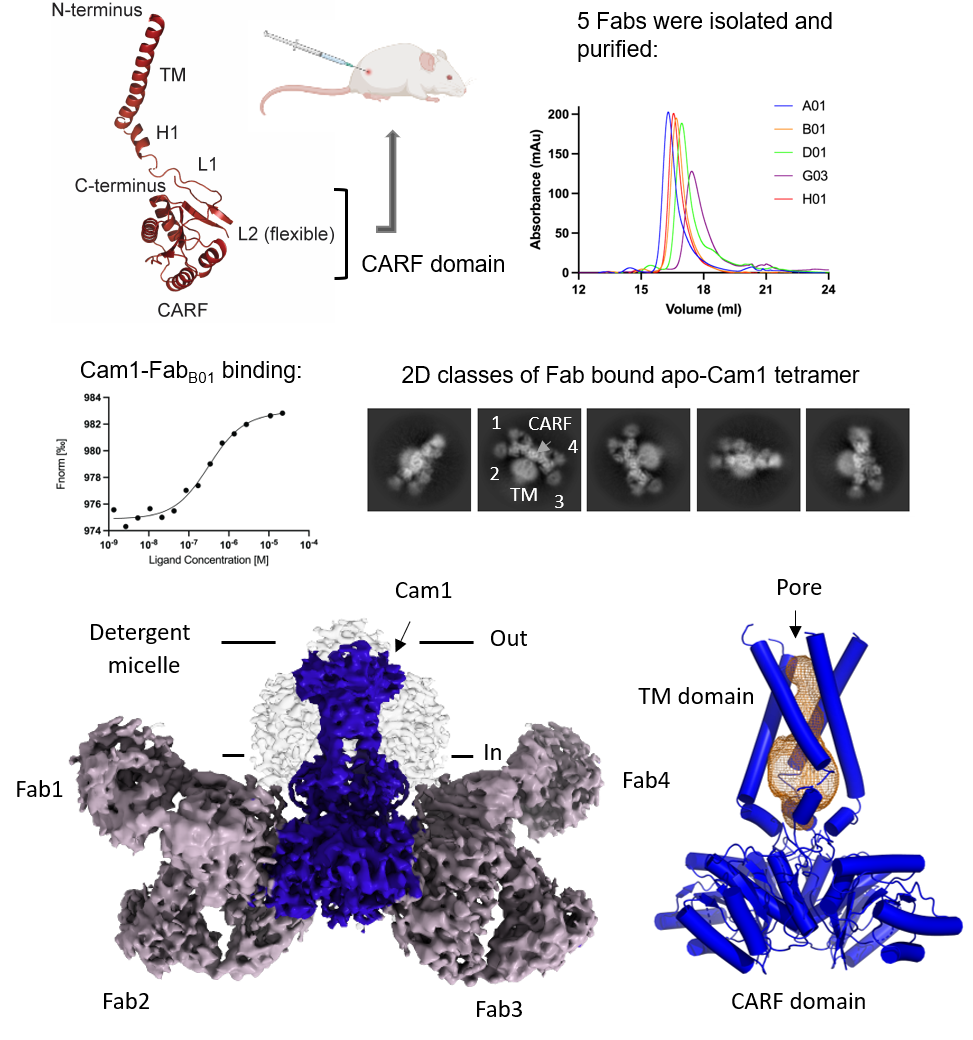 N-terminus
TM
H1
L1
C-terminus
L2 (flexible)
CARF domain
CARF
5 Fabs were isolated and
purified:
Absorbance (mAu)
200
150
100
50
0
12
15
18
21
24
Volume (ml)
A01
B01
D01
G03
H01
Cam1-FabB01 binding:
Fnorm [‰]
984
982
980
978
976
974
10-9
10-8
10-7
10-6
10-5
10-4
Ligand Concentration [M]
2D classes of Fab bound apo-Cam1 tetramer
1
CARF
4
2
TM
3
Cam1
Detergent
micelle
Out
In
Fab1
Fab4
Fab2
Fab3
Pore
TM domain
CARF domain